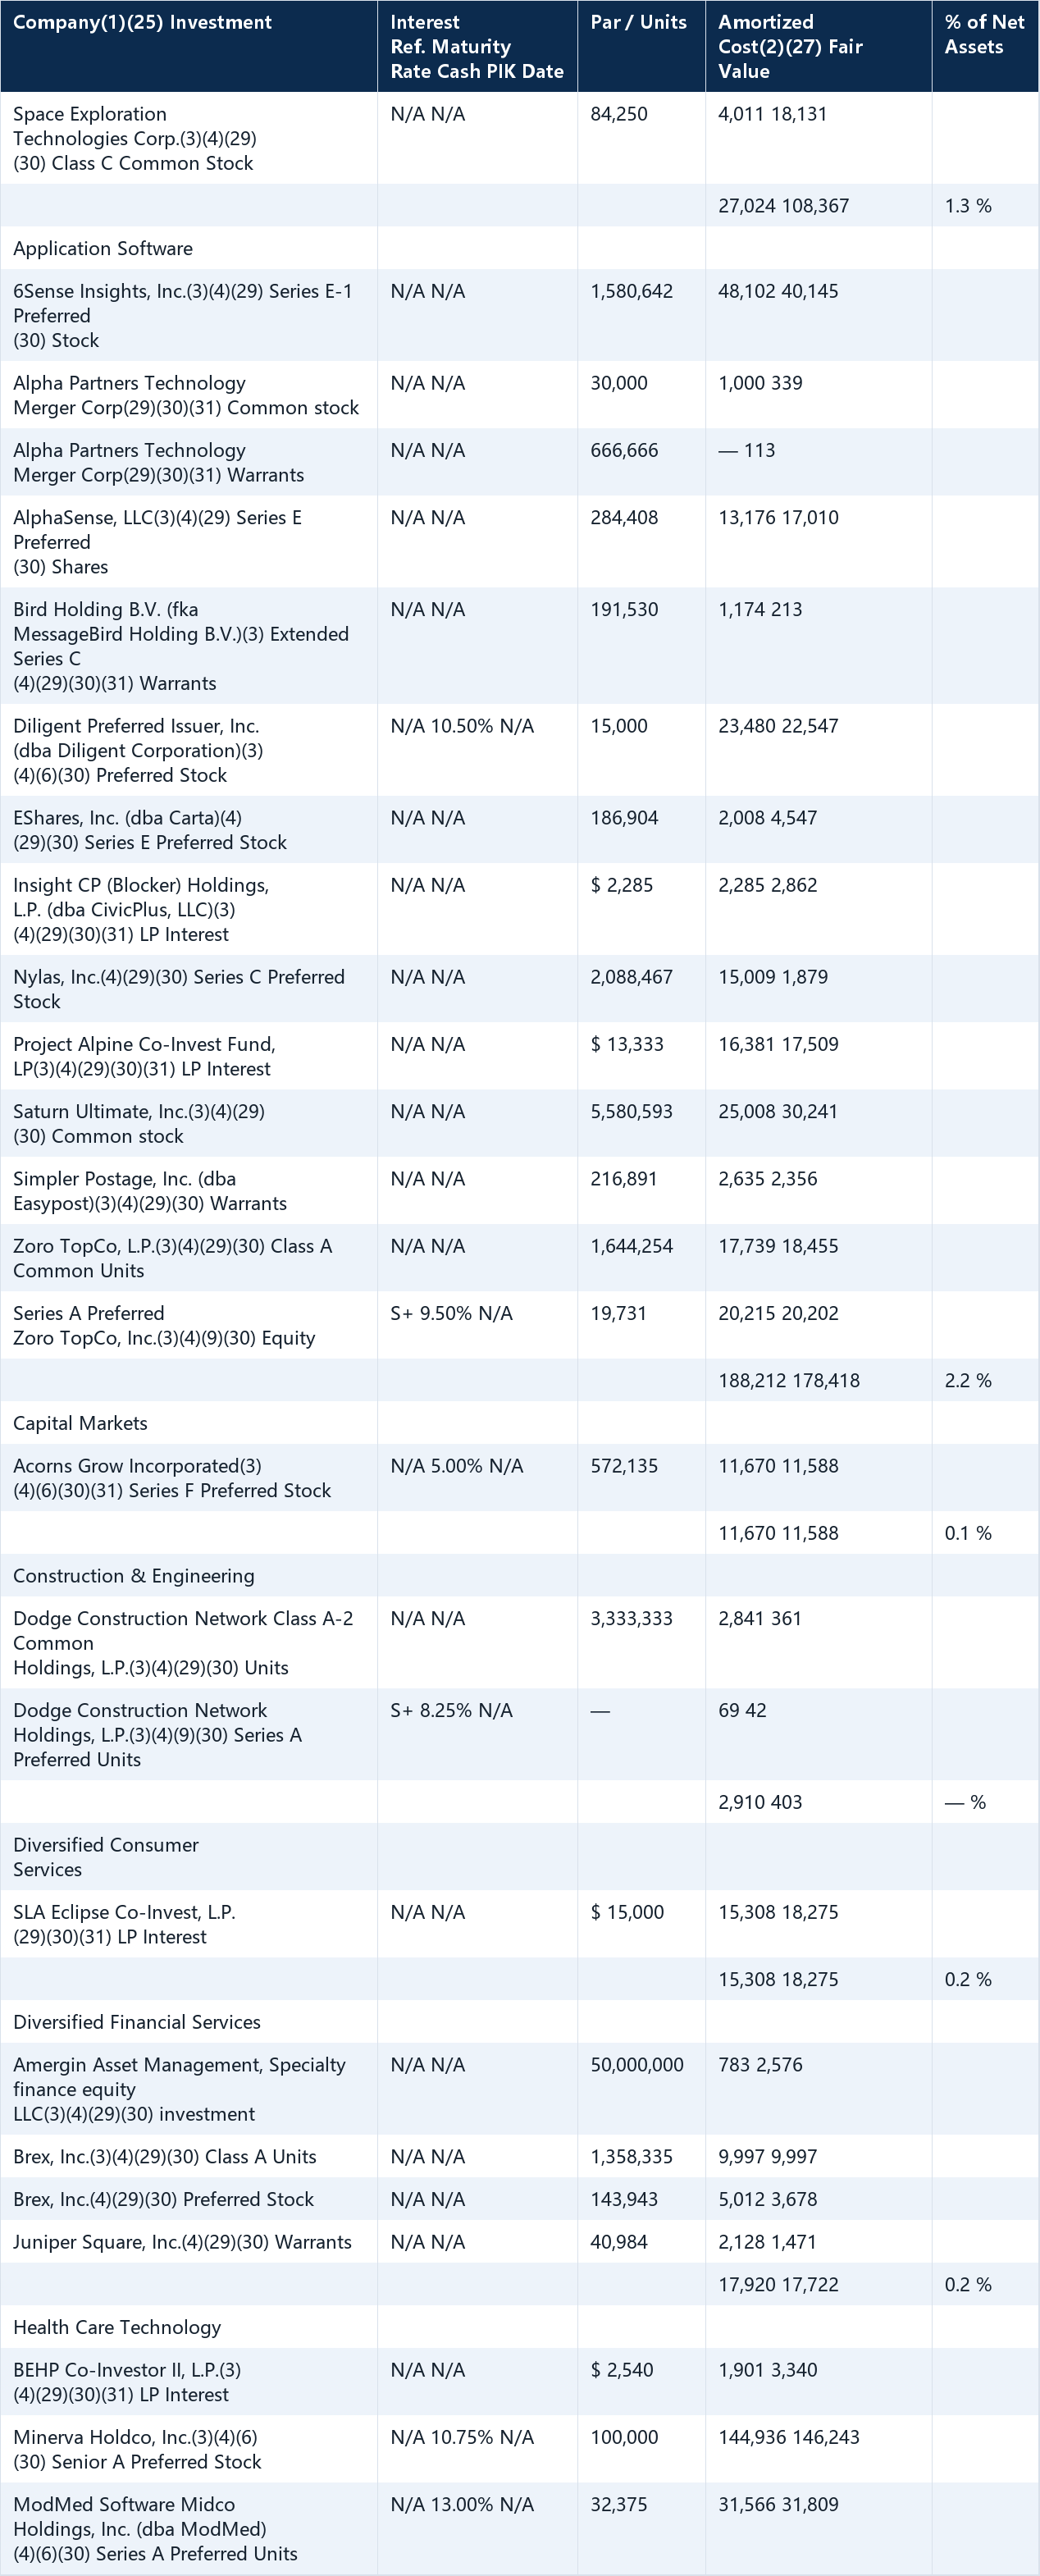 Company(1)(25) Investment
Interest
Ref. Maturity
Rate Cash PIK Date
Par / Units
Amortized
Cost(2)(27) Fair
Value
% of Net
Assets
Space Exploration
Technologies Corp.(3)(4)(29)
(30) Class C Common Stock
N/A N/A
84,250
4,011 18,131
27,024 108,367
1.3 %
Application Software
6Sense Insights, Inc.(3)(4)(29) Series E-1
Preferred
(30) Stock
N/A N/A
1,580,642
48,102 40,145
Alpha Partners Technology
Merger Corp(29)(30)(31) Common stock
N/A N/A
30,000
1,000 339
Alpha Partners Technology
Merger Corp(29)(30)(31) Warrants
N/A N/A
666,666
— 113
AlphaSense, LLC(3)(4)(29) Series E
Preferred
(30) Shares
N/A N/A
284,408
13,176 17,010
Bird Holding B.V. (fka
MessageBird Holding B.V.)(3) Extended
Series C
(4)(29)(30)(31) Warrants
N/A N/A
191,530
1,174 213
Diligent Preferred Issuer, Inc.
(dba Diligent Corporation)(3)
(4)(6)(30) Preferred Stock
N/A 10.50% N/A
15,000
23,480 22,547
EShares, Inc. (dba Carta)(4)
(29)(30) Series E Preferred Stock
N/A N/A
186,904
2,008 4,547
Insight CP (Blocker) Holdings,
L.P. (dba CivicPlus, LLC)(3)
(4)(29)(30)(31) LP Interest
N/A N/A
$ 2,285
2,285 2,862
Nylas, Inc.(4)(29)(30) Series C Preferred
Stock
N/A N/A
2,088,467
15,009 1,879
Project Alpine Co-Invest Fund,
LP(3)(4)(29)(30)(31) LP Interest
N/A N/A
$ 13,333
16,381 17,509
Saturn Ultimate, Inc.(3)(4)(29)
(30) Common stock
N/A N/A
5,580,593
25,008 30,241
Simpler Postage, Inc. (dba
Easypost)(3)(4)(29)(30) Warrants
N/A N/A
216,891
2,635 2,356
Zoro TopCo, L.P.(3)(4)(29)(30) Class A
Common Units
N/A N/A
1,644,254
17,739 18,455
Series A Preferred
Zoro TopCo, Inc.(3)(4)(9)(30) Equity
S+ 9.50% N/A
19,731
20,215 20,202
188,212 178,418
2.2 %
Capital Markets
Acorns Grow Incorporated(3)
(4)(6)(30)(31) Series F Preferred Stock
N/A 5.00% N/A
572,135
11,670 11,588
11,670 11,588
0.1 %
Construction & Engineering
Dodge Construction Network Class A-2
Common
Holdings, L.P.(3)(4)(29)(30) Units
N/A N/A
3,333,333
2,841 361
Dodge Construction Network
Holdings, L.P.(3)(4)(9)(30) Series A
Preferred Units
S+ 8.25% N/A
—
69 42
2,910 403
— %
Diversified Consumer
Services
SLA Eclipse Co-Invest, L.P.
(29)(30)(31) LP Interest
N/A N/A
$ 15,000
15,308 18,275
15,308 18,275
0.2 %
Diversified Financial Services
Amergin Asset Management, Specialty
finance equity
LLC(3)(4)(29)(30) investment
N/A N/A
50,000,000
783 2,576
Brex, Inc.(3)(4)(29)(30) Class A Units
N/A N/A
1,358,335
9,997 9,997
Brex, Inc.(4)(29)(30) Preferred Stock
N/A N/A
143,943
5,012 3,678
Juniper Square, Inc.(4)(29)(30) Warrants
N/A N/A
40,984
2,128 1,471
17,920 17,722
0.2 %
Health Care Technology
BEHP Co-Investor II, L.P.(3)
(4)(29)(30)(31) LP Interest
N/A N/A
$ 2,540
1,901 3,340
Minerva Holdco, Inc.(3)(4)(6)
(30) Senior A Preferred Stock
N/A 10.75% N/A
100,000
144,936 146,243
ModMed Software Midco
Holdings, Inc. (dba ModMed)
(4)(6)(30) Series A Preferred Units
N/A 13.00% N/A
32,375
31,566 31,809